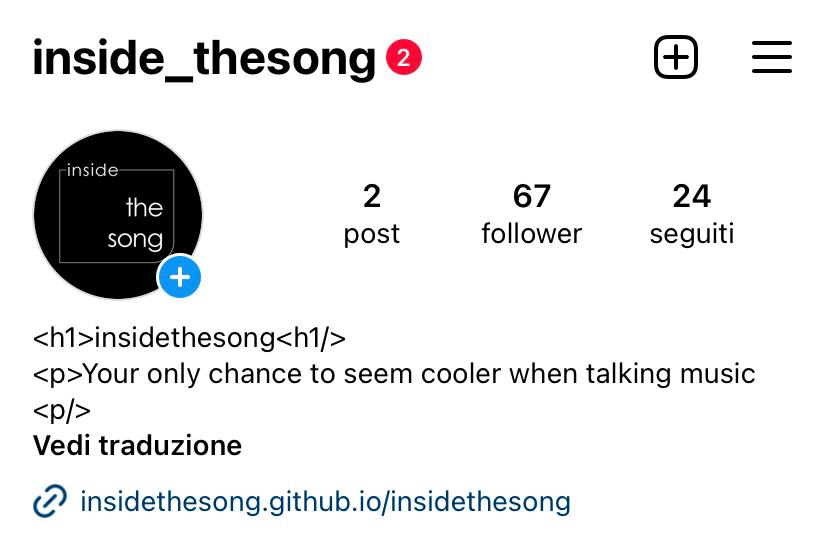 inside_thesong 2
inside
the
song
2
post
67
follower
24
seguiti
<h1>insidethesong<h1/>
<p>Your only chance to seem cooler when talking music
<p/>
Vedi traduzione
insidethesong.github.io/insidethesong